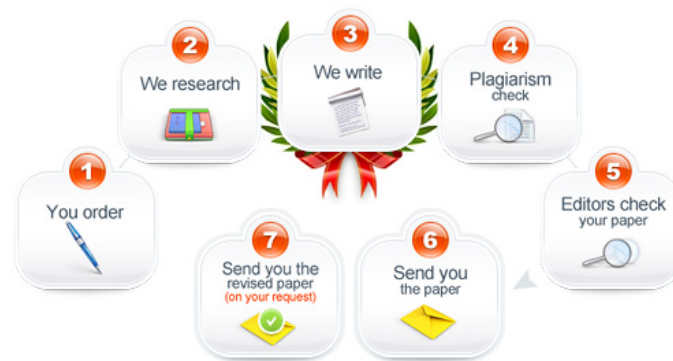 1
You order
2
We research
3
We write
4
Plagiarism
check
5
Editors check
your paper
6
Send you
the paper
7
Send you the
revised paper
(on your request)